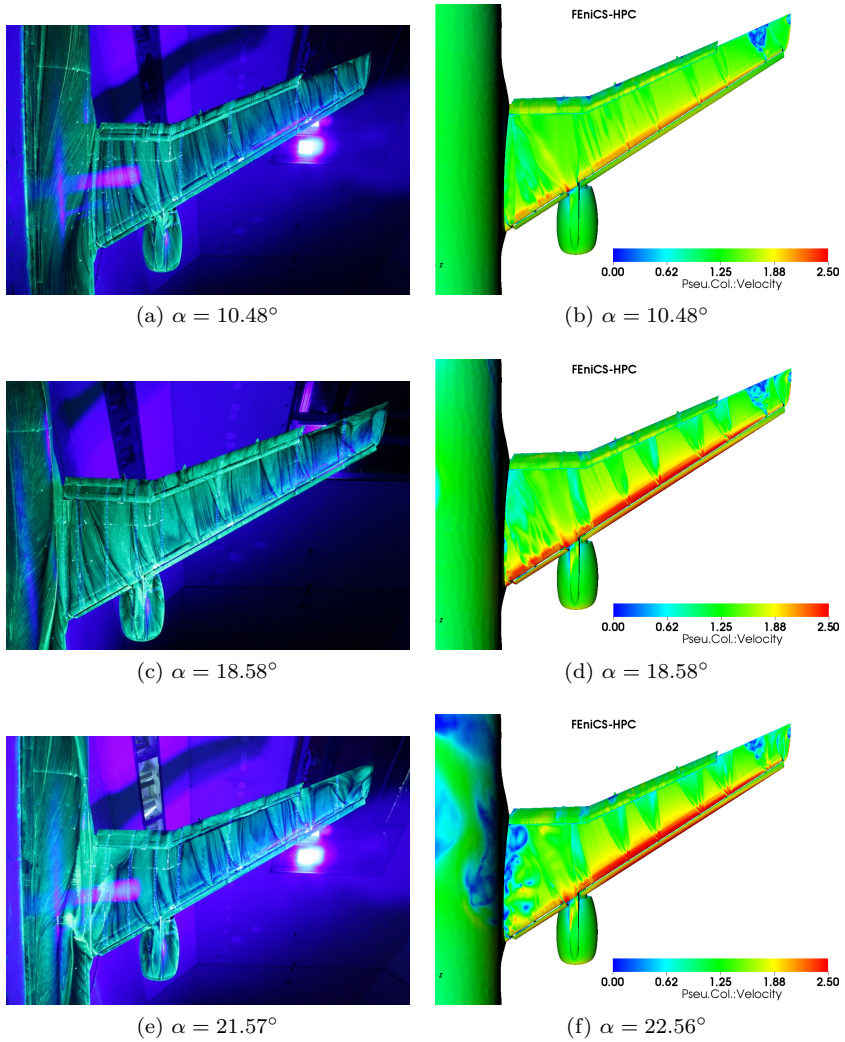 FEniCS-HPC
z
0.00 0.62 1.25 1.88 2.50
Pseu.Col.:Velocity
(a) α = 10.48°
(b) α = 10.48°
FEniCS-HPC
z
0.00 0.62 1.25 1.88 2.50
Pseu.Col.:Velocity
(c) α = 18.58°
(d) α = 18.58°
FEniCS-HPC
z
0.00 0.62 1.25 1.88 2.50
Pseu.Col.:Velocity
(e) α = 21.57°
(f) α = 22.56°